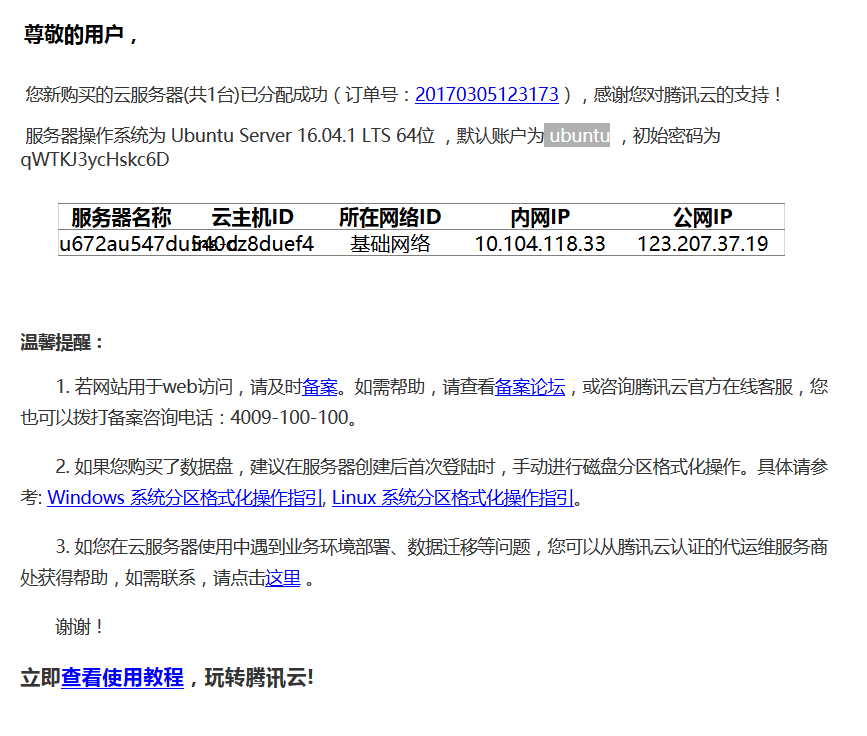 尊敬的用户，
您新购买的云服务器(共1台)已分配成功（订单号：20170305123173），感谢您对腾讯云的支持！
服务器操作系统为 Ubuntu Server 16.04.1 LTS 64位 ，默认账户为 ubuntu ，初始密码为
qWTKJ3ycHskc6D
服务器名称 云主机ID 所在网络ID 内网IP 公网IP
基础网络 10.104.118.33 123.207.37.19
温馨提醒：
1. 若网站用于web访问，请及时备案。如需帮助，请查看备案论坛，或咨询腾讯云官方在线客服，您
也可以拨打备案咨询电话：4009-100-100。
2. 如果您购买了数据盘，建议在服务器创建后首次登陆时，手动进行磁盘分区格式化操作。具体请参
考: Windows 系统分区格式化操作指引, Linux 系统分区格式化操作指引。
3. 如您在云服务器使用中遇到业务环境部署、数据迁移等问题，您可以从腾讯云认证的代运维服务商
处获得帮助，如需联系，请点击这里 。
谢谢！
立即查看使用教程，玩转腾讯云!